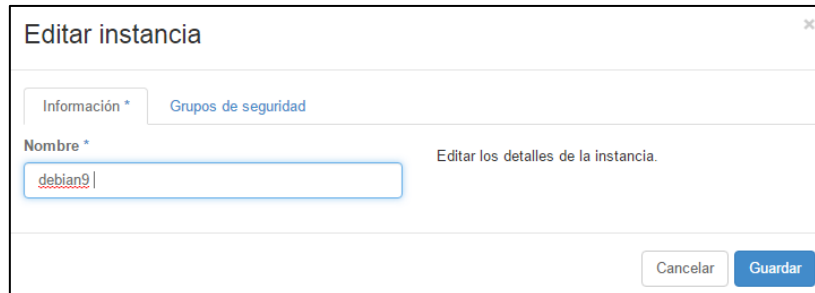 Editar instancia
×
Información *
Grupos de seguridad
Nombre *
Editar los detalles de la instancia.
debian9
Cancelar
Guardar